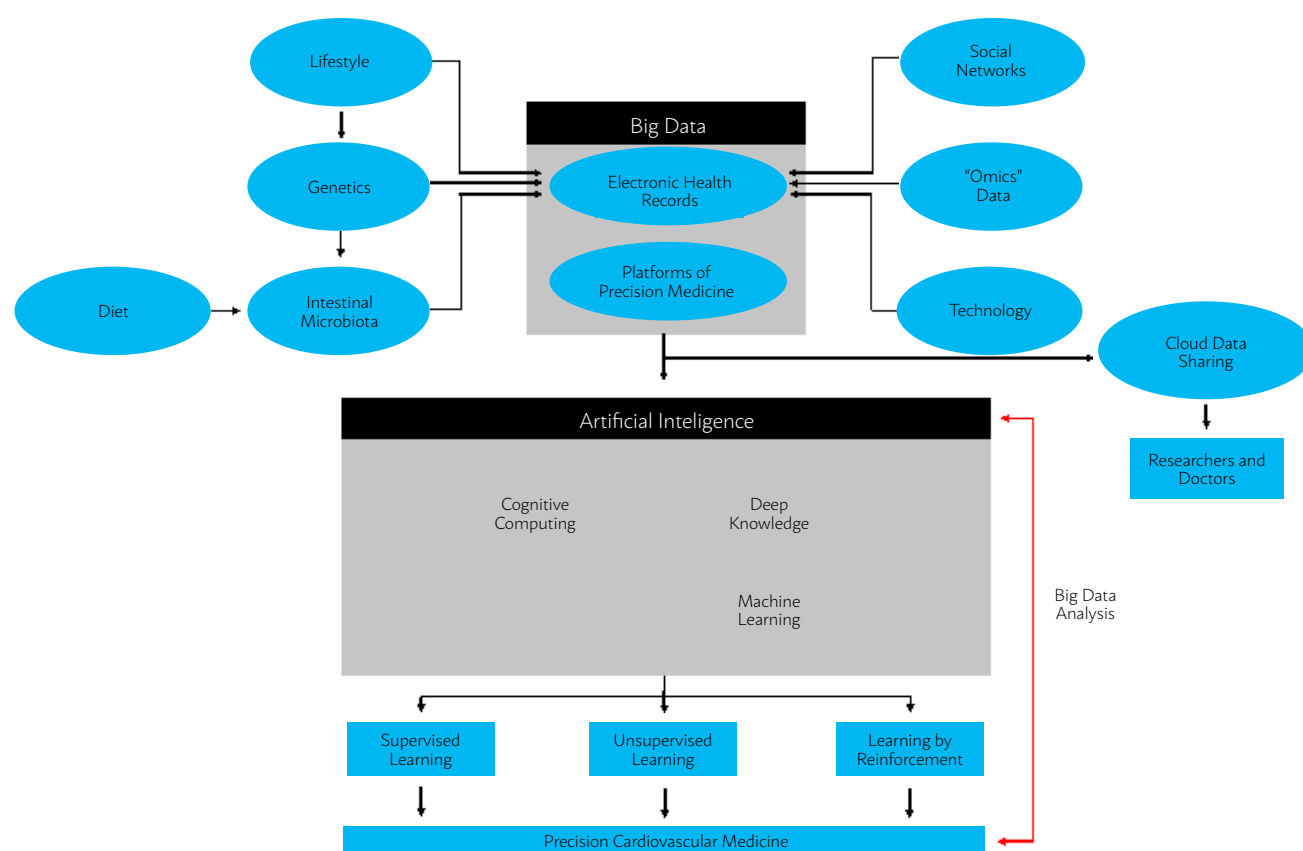 Lifestyle
Social
Networks
Big Data
Electronic Health
Records
Genetics
"Omics"
Data
Platforms of
Precision Medicine
Diet
Intestinal
Microbiota
Technology
Cloud Data
Sharing
Artificial Inteligence
Researchers and
Doctors
Cognitive
Computing
Deep
Knowledge
Machine
Learning
Big Data
Analysis
Supervised
Learning
Unsupervised
Learning
Learning by
Reinforcement
Precision Cardiovascular Medicine